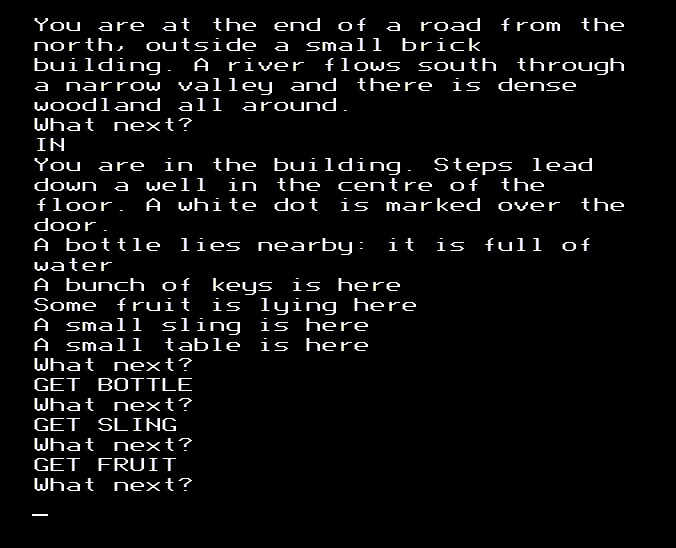 You are at the end of a road from the
north, outside a small brick
building. A river flows south through
a narrow valley and there is dense
woodland all around.
What next?
IN
You are in the building. Steps lead
down a well in the centre of the
floor. A white dot is marked over the
door.
A bottle lies nearby: it is full of
water
A bunch of keys is here
Some fruit is lying here
A small sling is here
A small table is here
What next?
GET BOTTLE
What next?
GET SLING
What next?
GET FRUIT
What next?